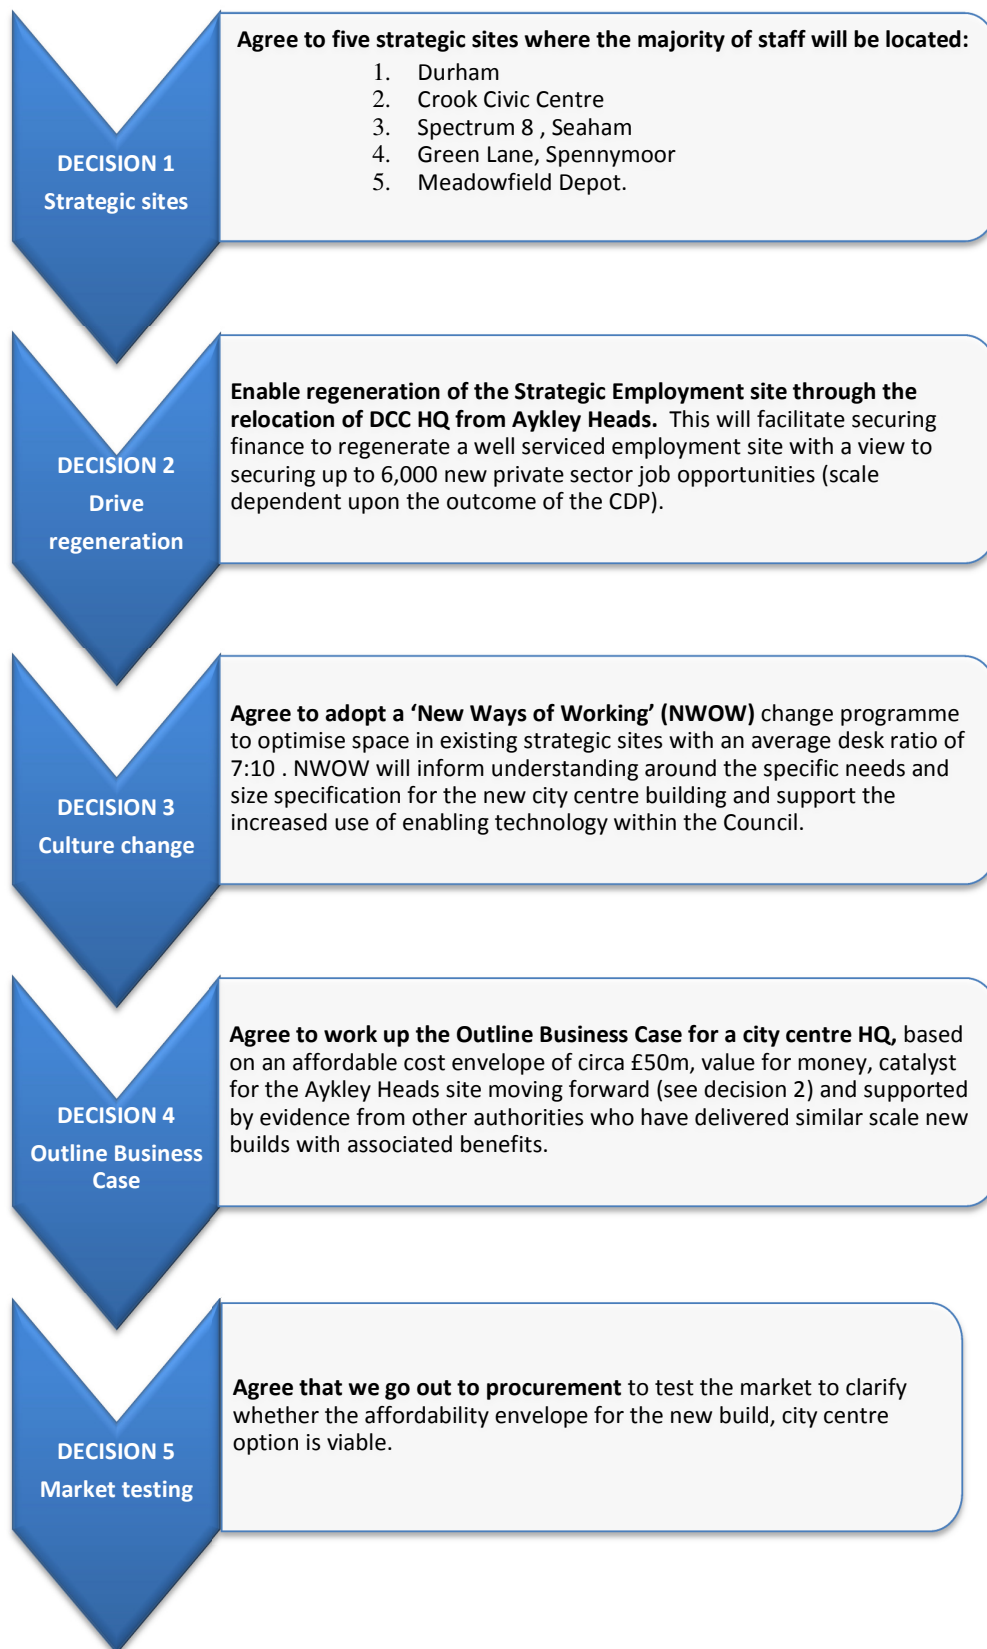 Agree to five strategic sites where the majority of staff will be located:
1. Durham
2. Crook Civic Centre
3. Spectrum 8 , Seaham
4. Green Lane, Spennymoor
5. Meadowfield Depot.
DECISION 1
Strategic sites
Enable regeneration of the Strategic Employment site through the
relocation of DCC HQ from Aykley Heads. This will facilitate securing
finance to regenerate a well serviced employment site with a view to
securing up to 6,000 new private sector job opportunities (scale
dependent upon the outcome of the CDP).
DECISION 2
Drive
regeneration
Agree to adopt a ‘New Ways of Working’ (NWOW) change programme
to optimise space in existing strategic sites with an average desk ratio of
7:10 . NWOW will inform understanding around the specific needs and
size specification for the new city centre building and support the
increased use of enabling technology within the Council.
DECISION 3
Culture change
Agree to work up the Outline Business Case for a city centre HQ, based
on an affordable cost envelope of circa £50m, value for money, catalyst
for the Aykley Heads site moving forward (see decision 2) and supported
by evidence from other authorities who have delivered similar scale new
builds with associated benefits.
DECISION 4
Outline Business
Case
Agree that we go out to procurement to test the market to clarify
whether the affordability envelope for the new build, city centre
option is viable.
DECISION 5
Market testing